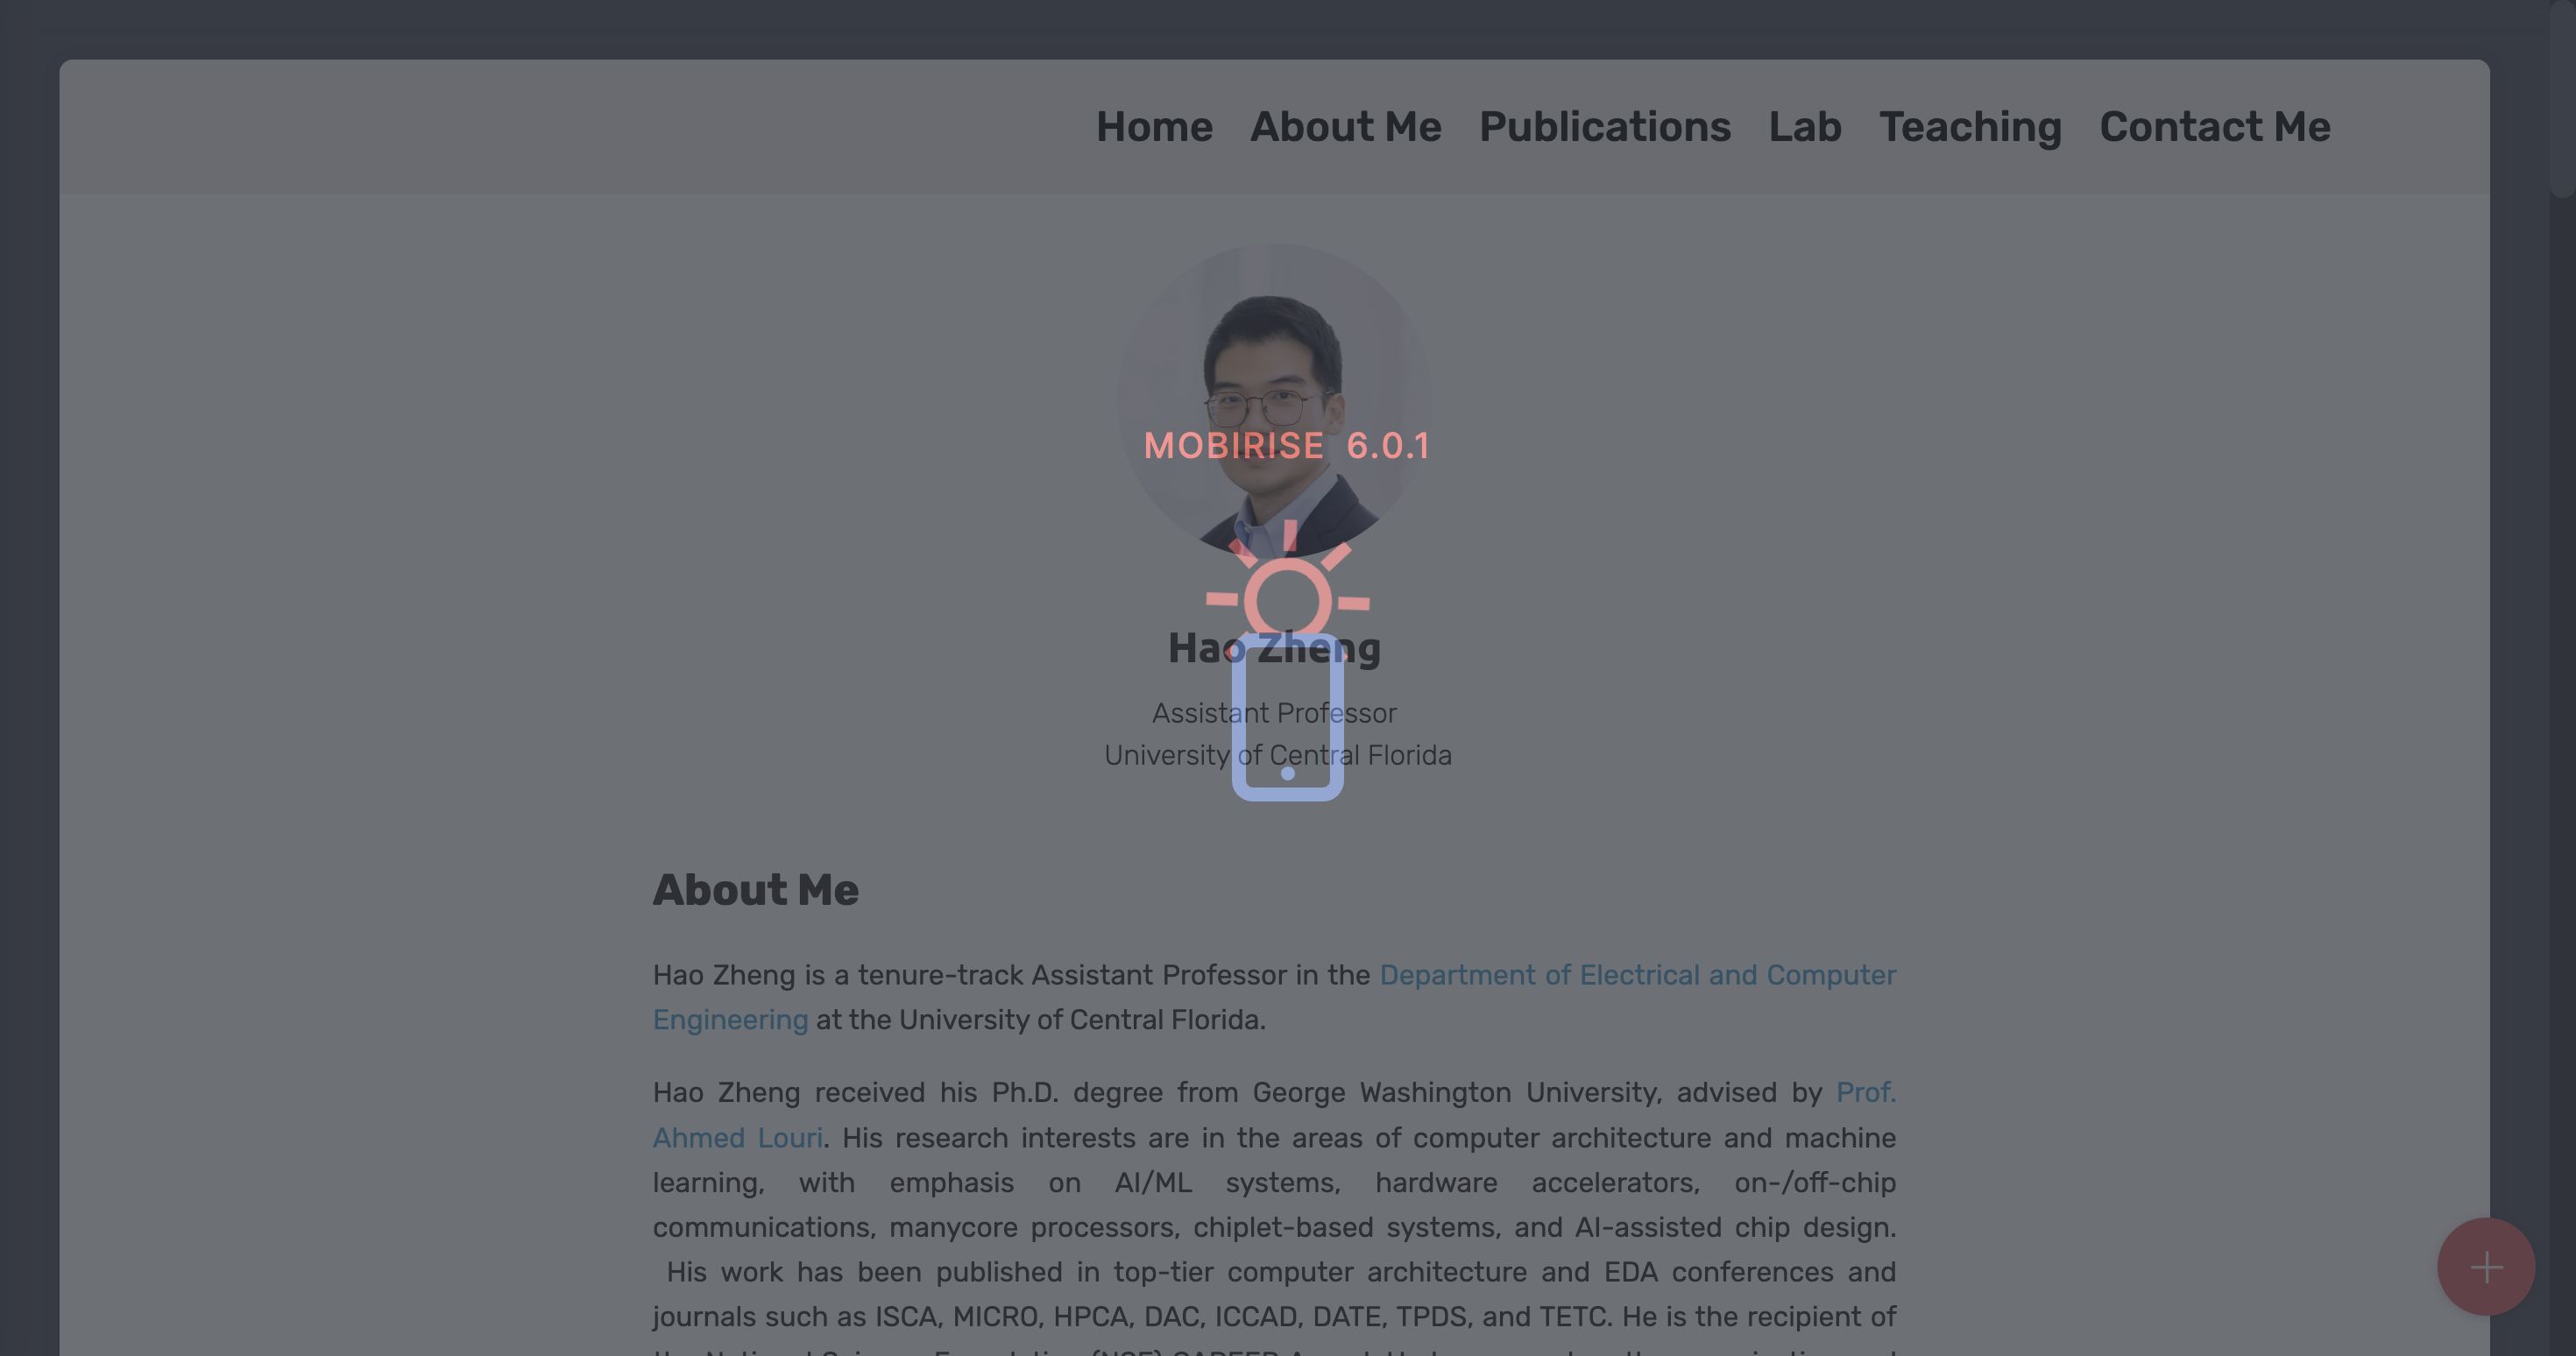 Home About Me Publications Lab Teaching Contact Me
MOBIRISE 6.0.1
Hao Zheng
Assistant Professor
University of Central Florida
About Me
Hao Zheng is a tenure-track Assistant Professor in the Department of Electrical and Computer
Engineering at the University of Central Florida.
Hao Zheng received his Ph.D. degree from George Washington University, advised by Prof.
Ahmed Louri. His research interests are in the areas of computer architecture and machine
learning, with emphasis on AI/ML systems, hardware accelerators, on-/off-chip
communications, manycore processors, chiplet-based systems, and AI-assisted chip design.
His work has been published in top-tier computer architecture and EDA conferences and
journals such as ISCA, MICRO, HPCA, DAC, ICCAD, DATE, TPDS, and TETC. He is the recipient of